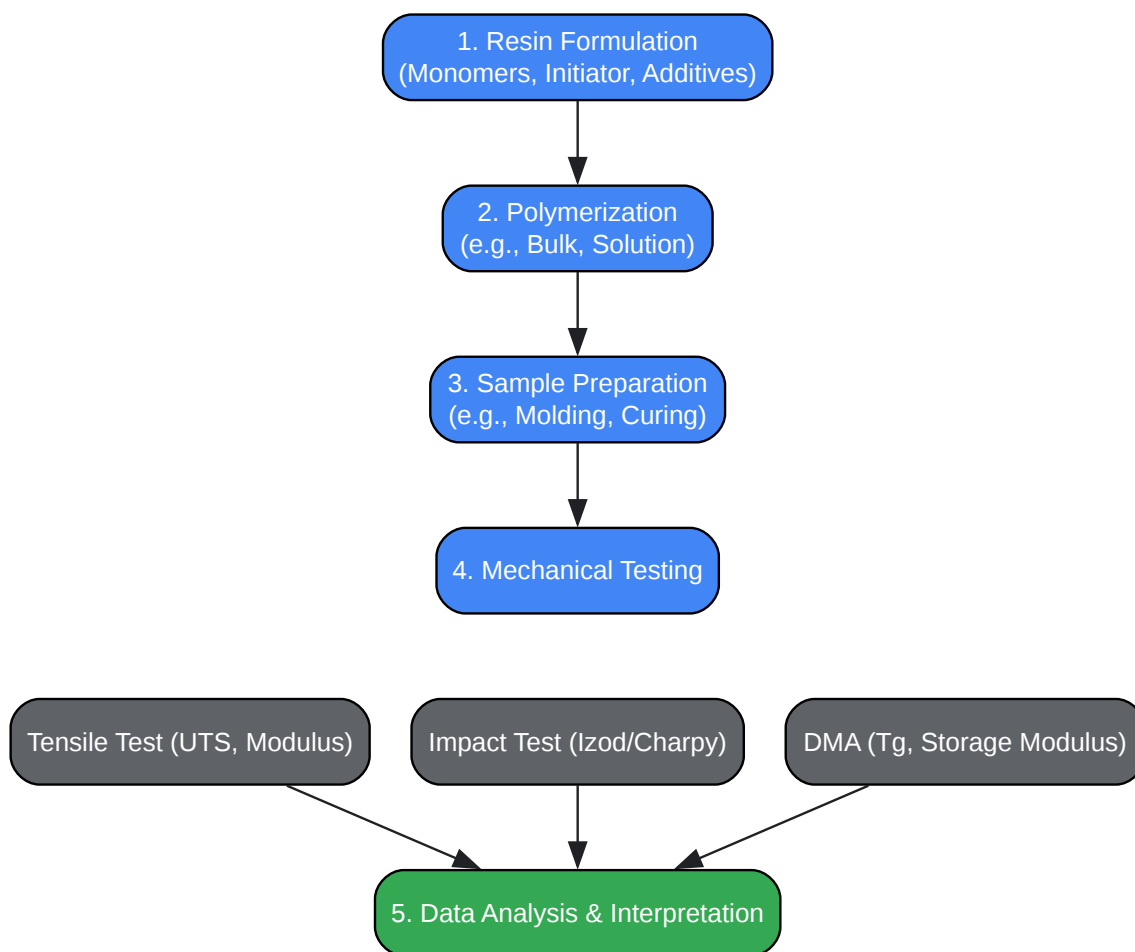 1. Resin Formulation
(Monomers, Initiator, Additives)
2. Polymerization
(e.g., Bulk, Solution)
3. Sample Preparation
(e.g., Molding, Curing)
4. Mechanical Testing
Tensile Test (UTS, Modulus)
Impact Test (Izod/Charpy)
DMA (Tg, Storage Modulus)
5. Data Analysis & Interpretation